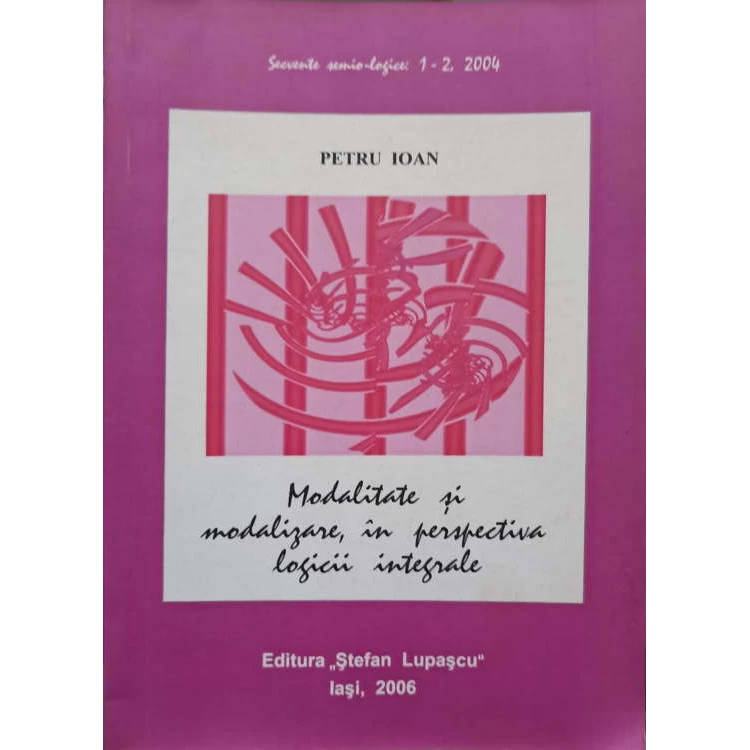 Secvente semio-logice: 1 - 2, 2004
PETRU IOAN
Modalitate și
modalizare, în perspectiva
logicii integrale
Editura „Ştefan Lupaşcu“
Iaşi, 2006